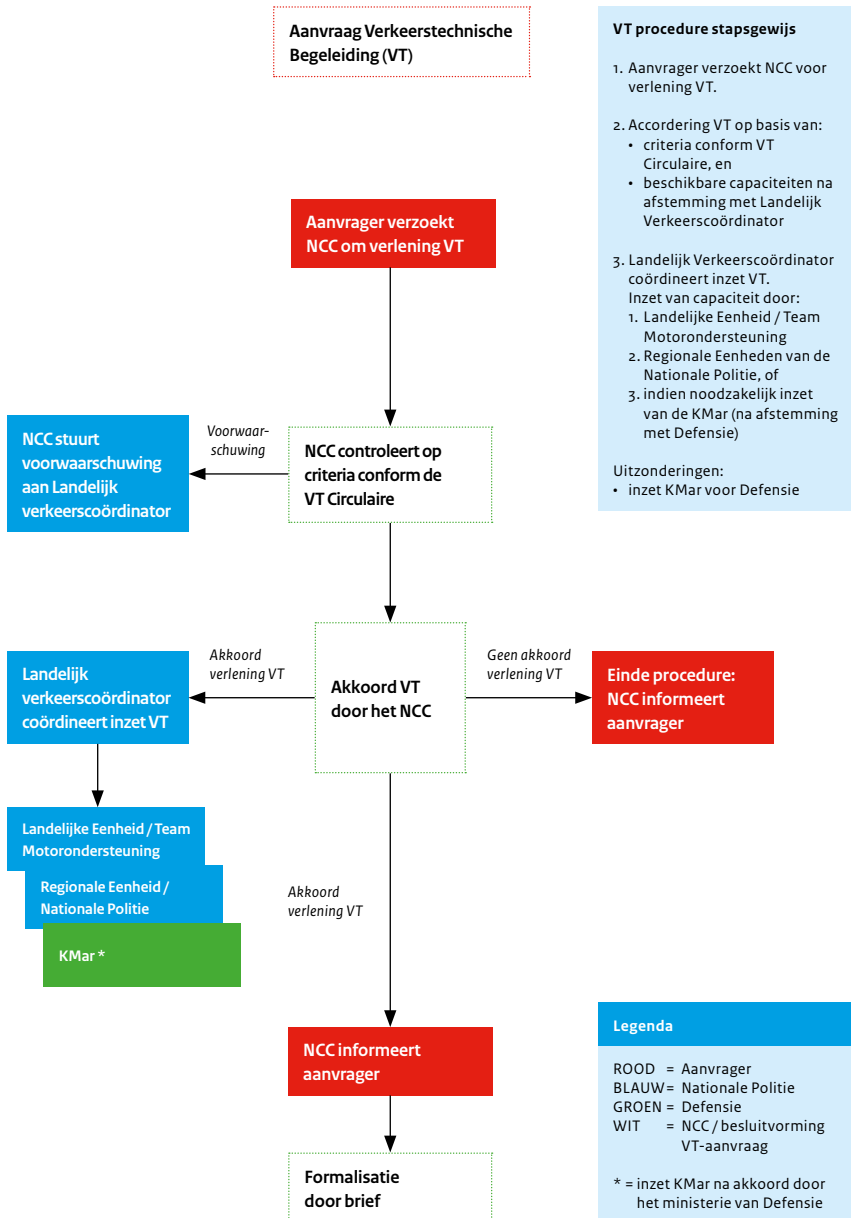 Aanvraag Verkeerstechnische
Begeleiding (VT)
VT procedure stapsgewijs
1. Aanvrager verzoekt NCC voor
verlening VT.
2. Accordering VT op basis van:
• criteria conform VT
Circulaire, en
• beschikbare capaciteiten na
afstemming met Landelijk
Verkeerscoördinator
3. Landelijk Verkeerscoördinator
coördineert inzet VT.
Inzet van capaciteit door:
1. Landelijke Eenheid / Team
Motorondersteuning
2. Regionale Eenheden van de
Nationale Politie, of
3. indien noodzakelijk inzet
van de KMar (na afstemming
met Defensie)
Uitzonderingen:
• inzet KMar voor Defensie
Aanvrager verzoekt
NCC om verlening VT
NCC stuurt
voorwaarschuwing
aan Landelijk
verkeerscoördinator
Voorwaar-
schuwing
NCC controleert op
criteria conform de
VT Circulaire
Landelijk
verkeerscoördinator
coördineert inzet VT
Akkoord
verlening VT
Akkoord VT
door het NCC
Geen akkoord
verlening VT
Einde procedure:
NCC informeert
aanvrager
Landelijke Eenheid / Team
Motorondersteuning
Regionale Eenheid /
Nationale Politie
KMar *
Akkoord
verlening VT
NCC informeert
aanvrager
Formalisatie
door brief
Legenda
ROOD = Aanvrager
BLAUW = Nationale Politie
GROEN = Defensie
WIT = NCC / besluitvorming
VT-aanvraag
* = inzet KMar na akkoord door
het ministerie van Defensie